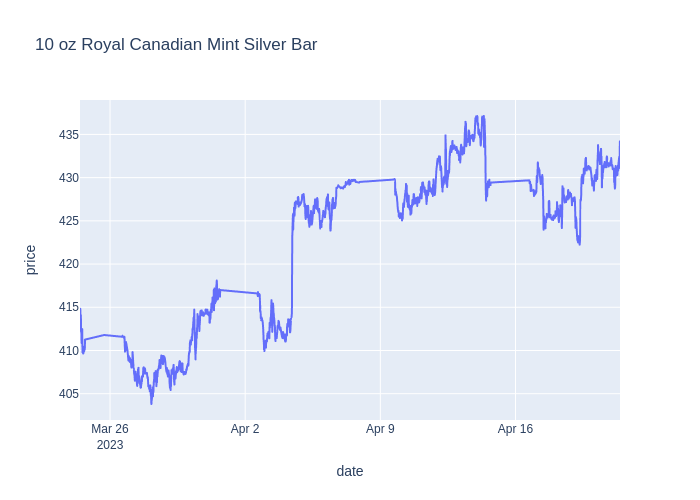 10 oz Royal Canadian Mint Silver Bar
435
430
425
420
415
410
405
price
Mar 26
2023
Apr 2
Apr 9
Apr 16
date